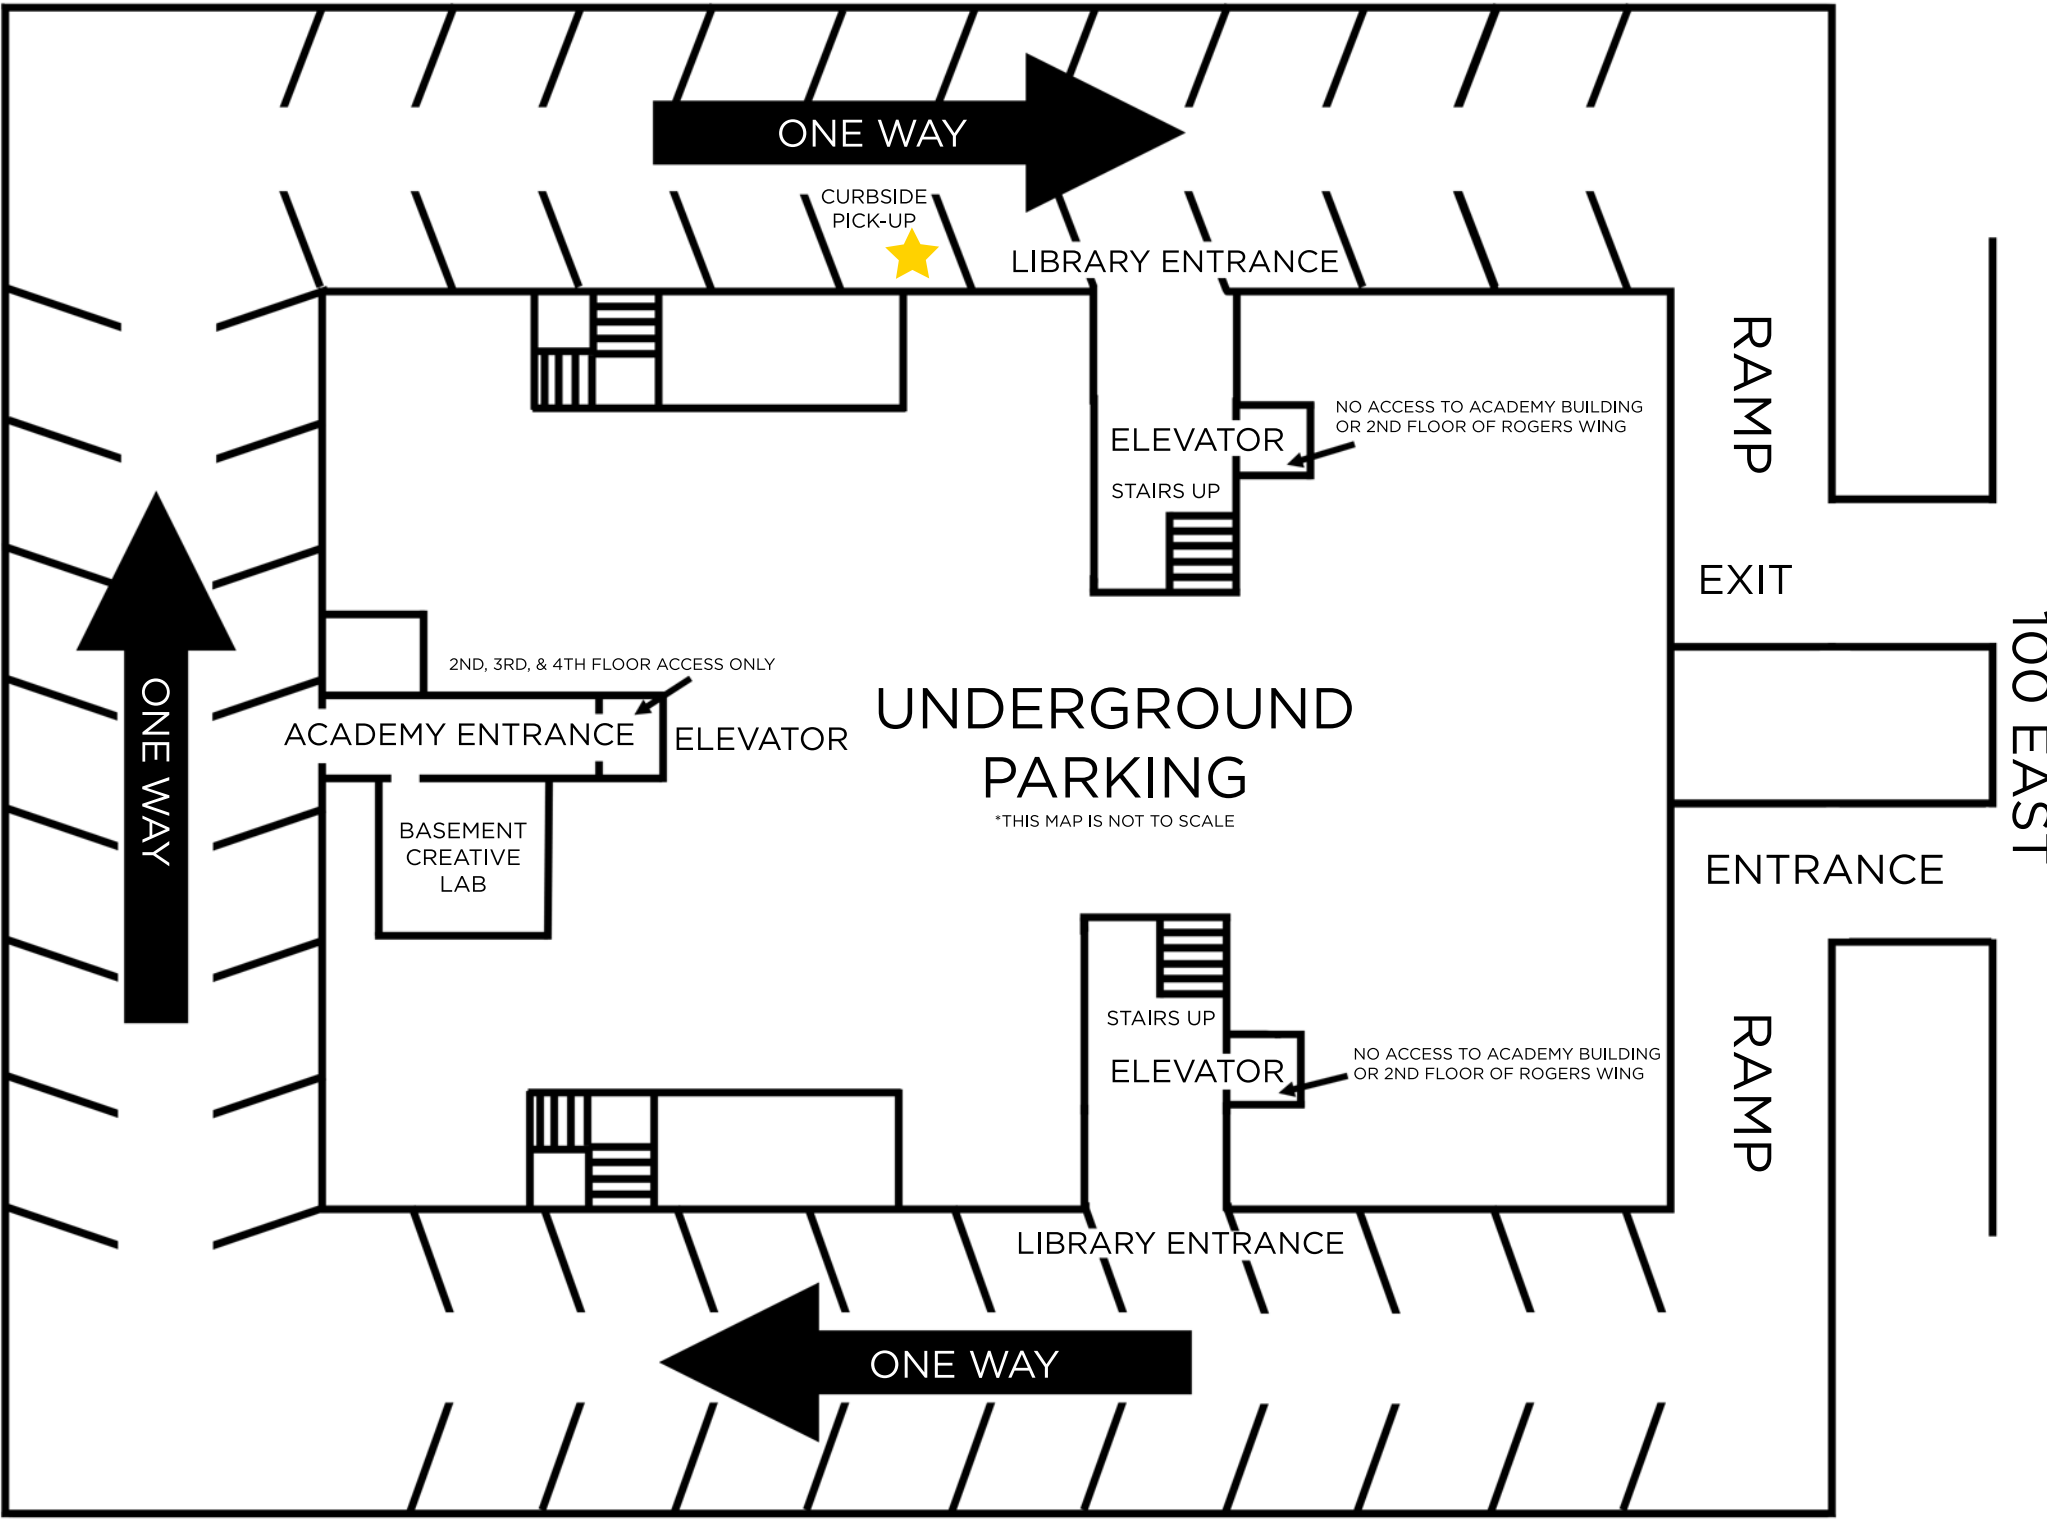 ONE WAY
CURBSIDE
PICK-UP
LIBRARY ENTRANCE
RAMP
NO ACCESS TO ACADEMY BUILDING
OR 2ND FLOOR OF ROGERS WING
ELEVATOR
STAIRS UP
EXIT
2ND, 3RD, & 4TH FLOOR ACCESS ONLY
ONE WAY
ACADEMY ENTRANCE
ELEVATOR
UNDERGROUND
PARKING
*THIS MAP IS NOT TO SCALE
100 EAST
BASEMENT
CREATIVE
LAB
ENTRANCE
STAIRS UP
ELEVATOR
NO ACCESS TO ACADEMY BUILDING
OR 2ND FLOOR OF ROGERS WING
RAMP
LIBRARY ENTRANCE
ONE WAY